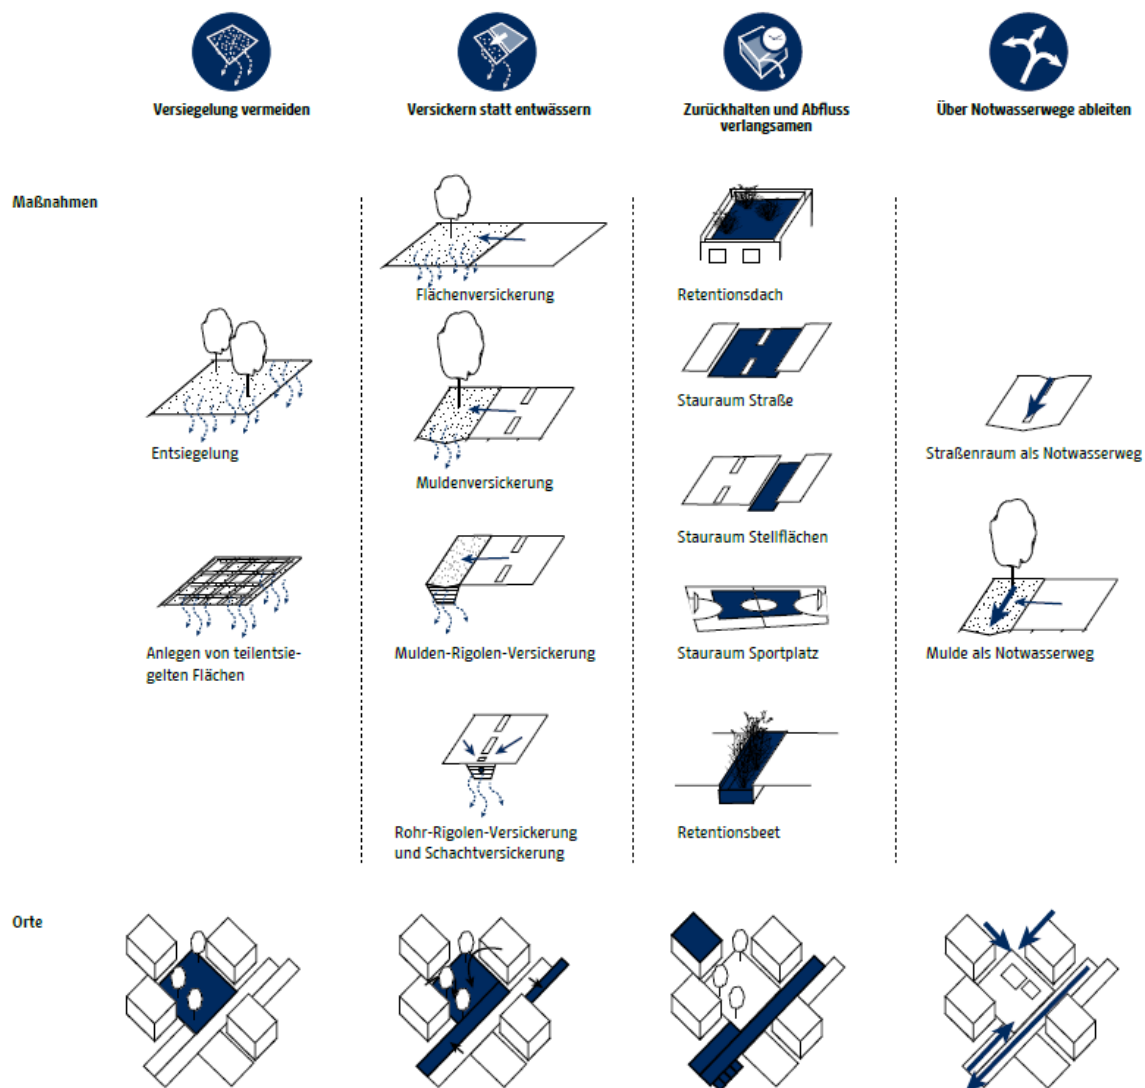 Versiegelung vermeiden
Versickern statt entwässern
Zurückhalten und Abfluss
verlangsamen
Über Notwasserwege ableiten
Maßnahmen
Entsiegelung
Anlegen von teilentsie-
gelten Flächen
Flächenversickerung
Muldenversickerung
Mulden-Rigolen-Versickerung
Rohr-Rigolen-Versickerung
und Schachtversickerung
Retentionsdach
Stauraum Straße
Stauraum Stellflächen
Stauraum Sportplatz
Retentionsbeet
Straßenraum als Notwasserweg
Mulde als Notwasserweg
Orte